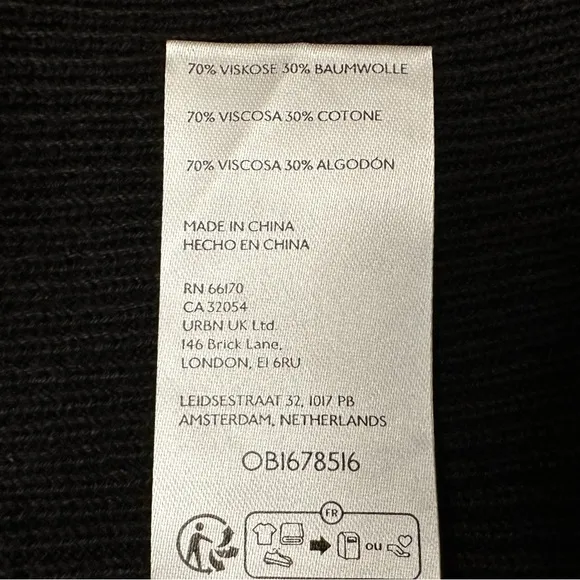 70% VISKOSE 30% BAUMWOLLE
70% VISCOSA 30% COTONE
70% VISCOSA 30% ALGODÓN
MADE IN CHINA
HECHO EN CHINA
RN 66170
CA 32054
URBN UK Ltd.
146 Brick Lane,
LONDON, E1 6RU
LEIDSESTRAAT 32, 1017 PB
AMSTERDAM, NETHERLANDS
OB1678516
FR
ou